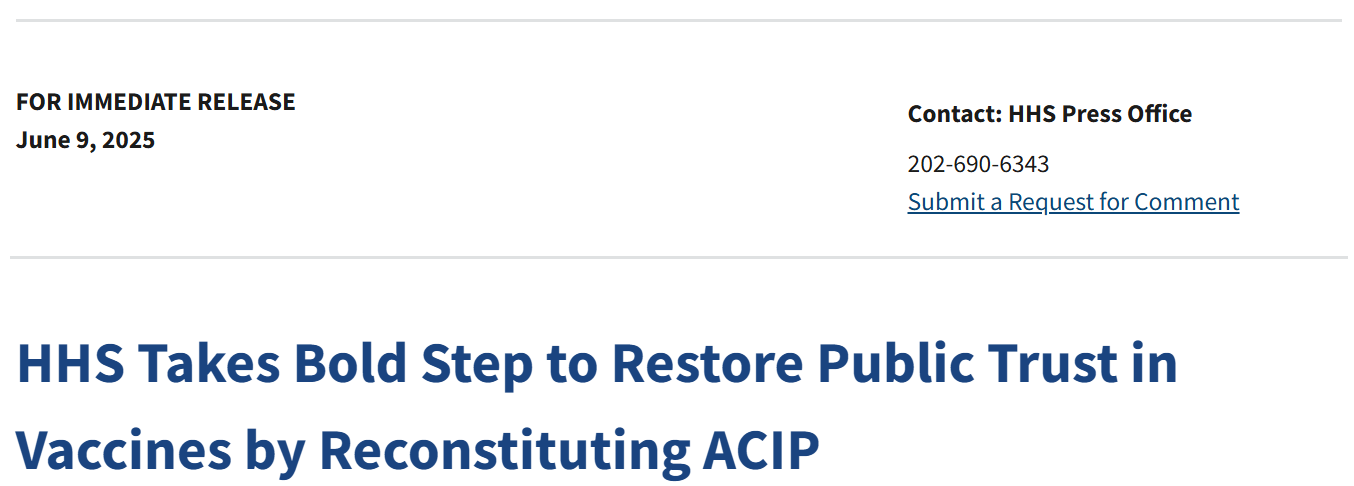 FOR IMMEDIATE RELEASE
June 9, 2025
Contact: HHS Press Office
202-690-6343
Submit a Request for Comment
HHS Takes Bold Step to Restore Public Trust in
Vaccines by Reconstituting ACIP